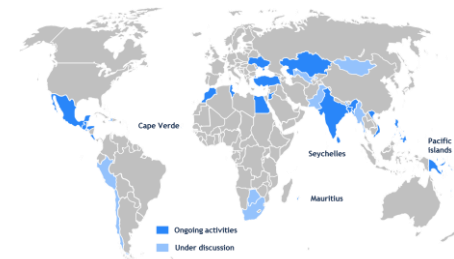 Cape Verde
Pacific
islands
Seychelles
Mauritius
Ongoing activities
Under discussion